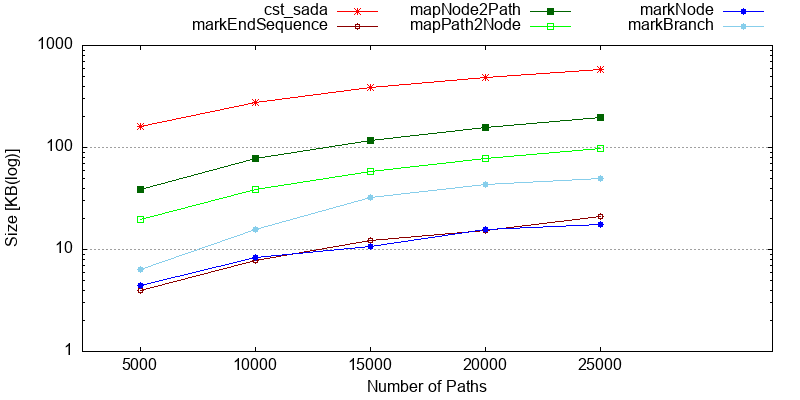 cst_sada mapNode2Path markNode
markEndSequence mapPath2Node markBranch
1000
100
10
1
Size [KB(log)]
5000 10000 15000 20000 25000
Number of Paths